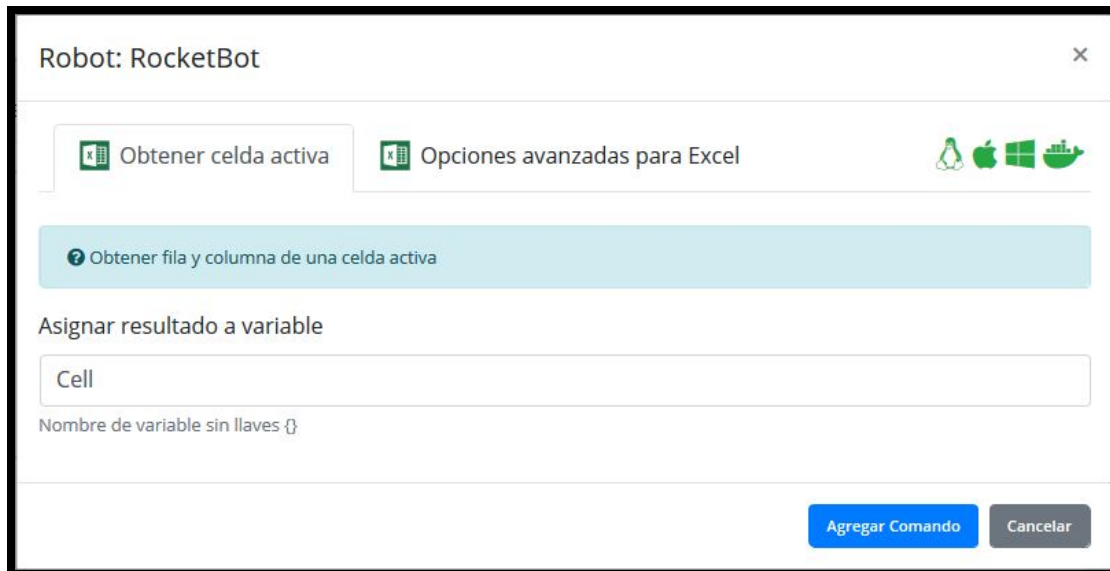 Robot: RocketBot
×
Obtener celda activa
Opciones avanzadas para Excel
Obtener fila y columna de una celda activa
Asignar resultado a variable
Cell
Nombre de variable sin llaves {}
Agregar Comando
Cancelar